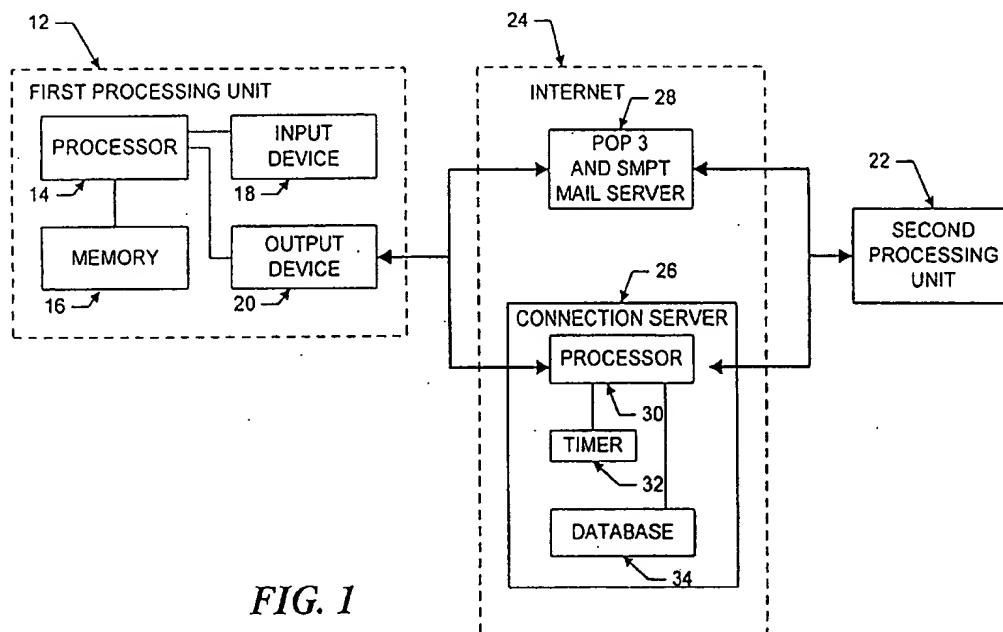 12
FIRST PROCESSING UNIT
PROCESSOR
14
INPUT
DEVICE
18
MEMORY
16
OUTPUT
DEVICE
20
24
INTERNET
28
POP 3
AND SMPT
MAIL SERVER
22
SECOND
PROCESSING
UNIT
26
CONNECTION SERVER
PROCESSOR
30
TIMER
32
DATABASE
34
FIG. 1